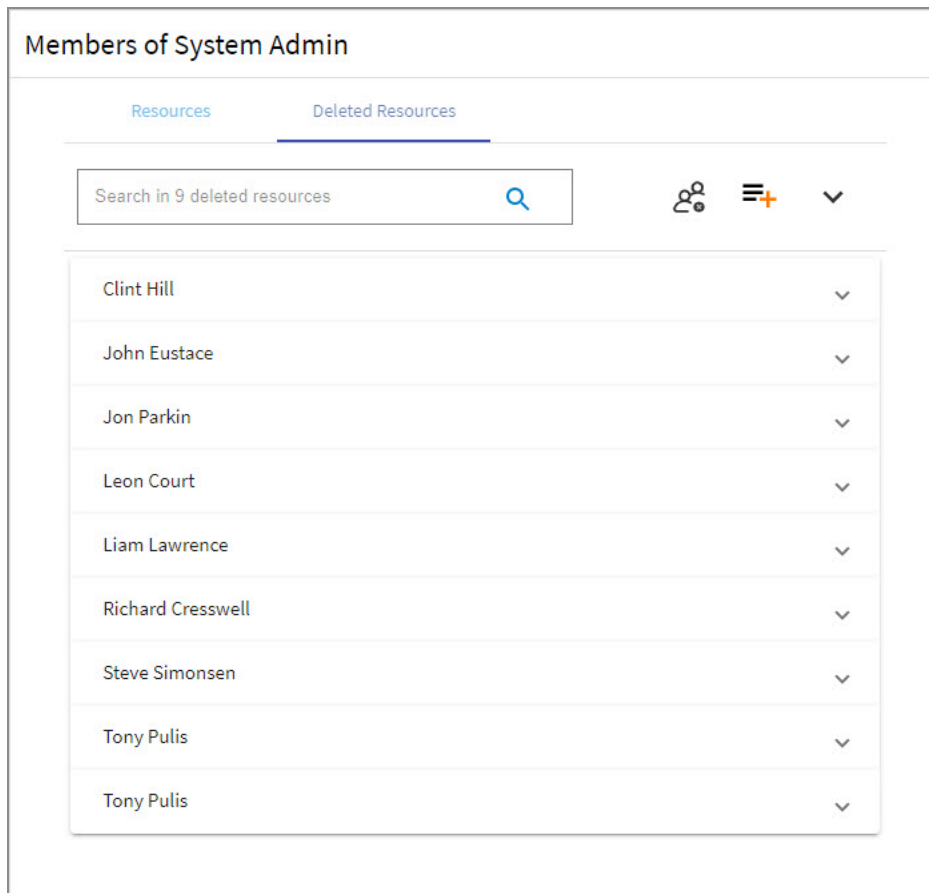 Members of System Admin
Resources Deleted Resources
Search in 9 deleted resources
Clint Hill
John Eustace
Jon Parkin
Leon Court
Liam Lawrence
Richard Cresswell
Steve Simonsen
Tony Pulis
Tony Pulis